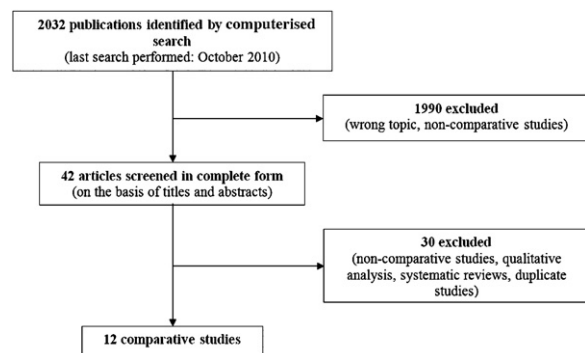 2032 publications identified by computerised
search
(last search performed: October 2010)
1990 excluded
(wrong topic, non-comparative studies)
42 articles screened in complete form
(on the basis of titles and abstracts)
30 excluded
(non-comparative studies, qualitative
analysis, systematic reviews, duplicate
studies)
12 comparative studies